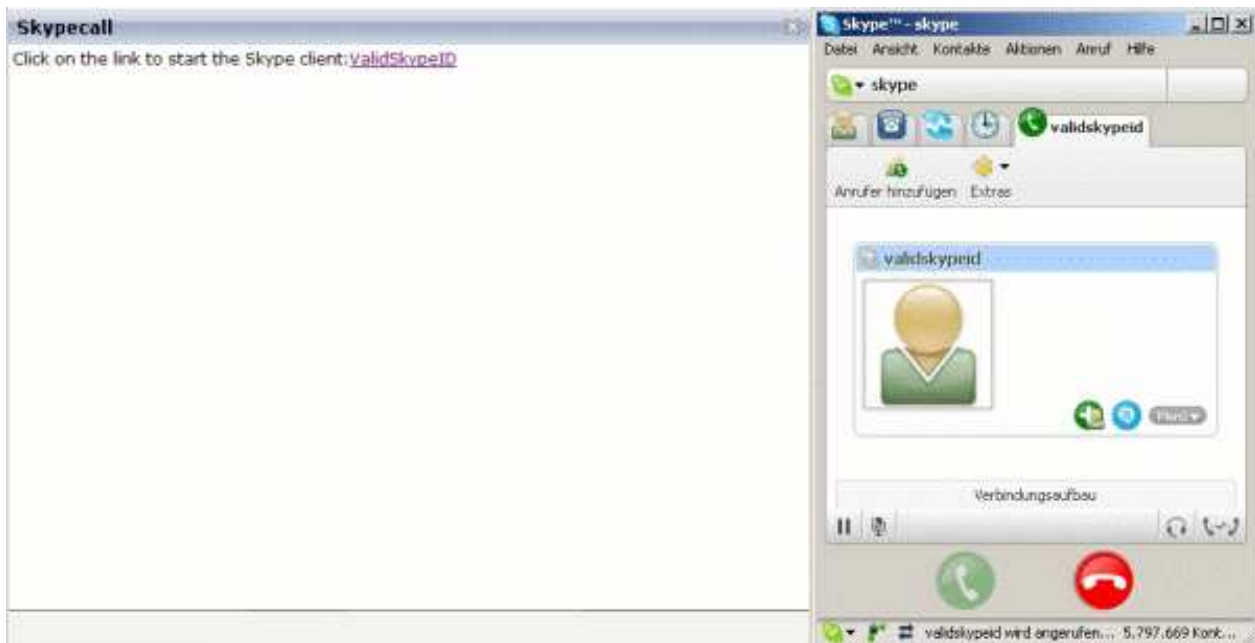 Skypecall
Click on the link to start the Skype client:ValidSkypeID
Skype™ - skype
Datei Ansicht Kontakte Aktionen Anruf Hilfe
skype
validskypeid
Anrufer hinzufügen Extras
validskypeid
Menü
Verbindungsaufbau
validskypeid wird angerufen... 5.797.669 Kont...